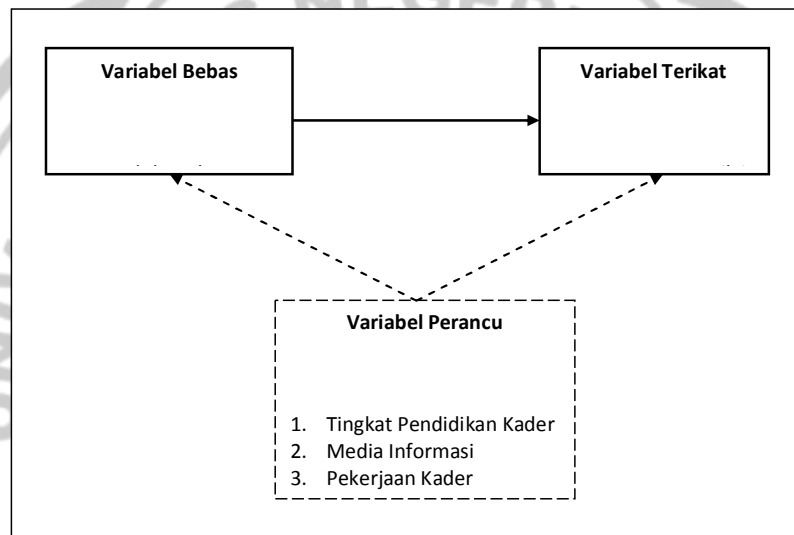 Variabel Bebas
Variabel Terikat
Variabel Perancu
1. Tingkat Pendidikan Kader
2. Media Informasi
3. Pekerjaan Kader